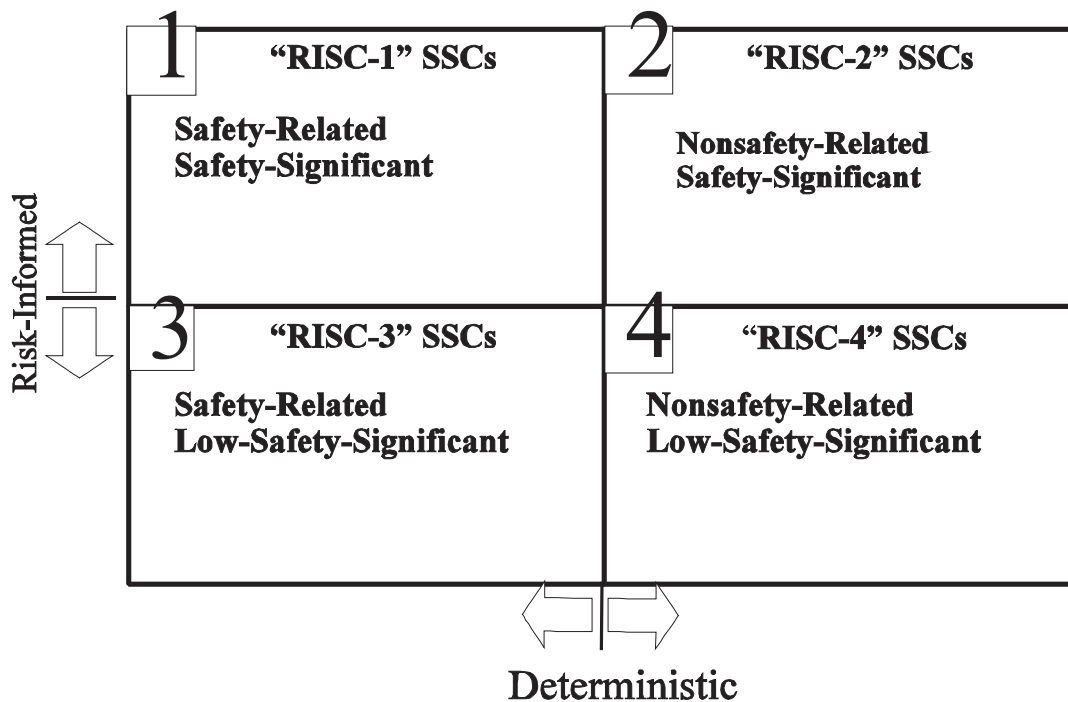 1
“RISC-1” SSCs
Safety-Related
Safety-Significant
2
“RISC-2” SSCs
Nonsafety-Related
Safety-Significant
Risk-Informed
3
“RISC-3” SSCs
Safety-Related
Low-Safety-Significant
4
“RISC-4” SSCs
Nonsafety-Related
Low-Safety-Significant
Deterministic